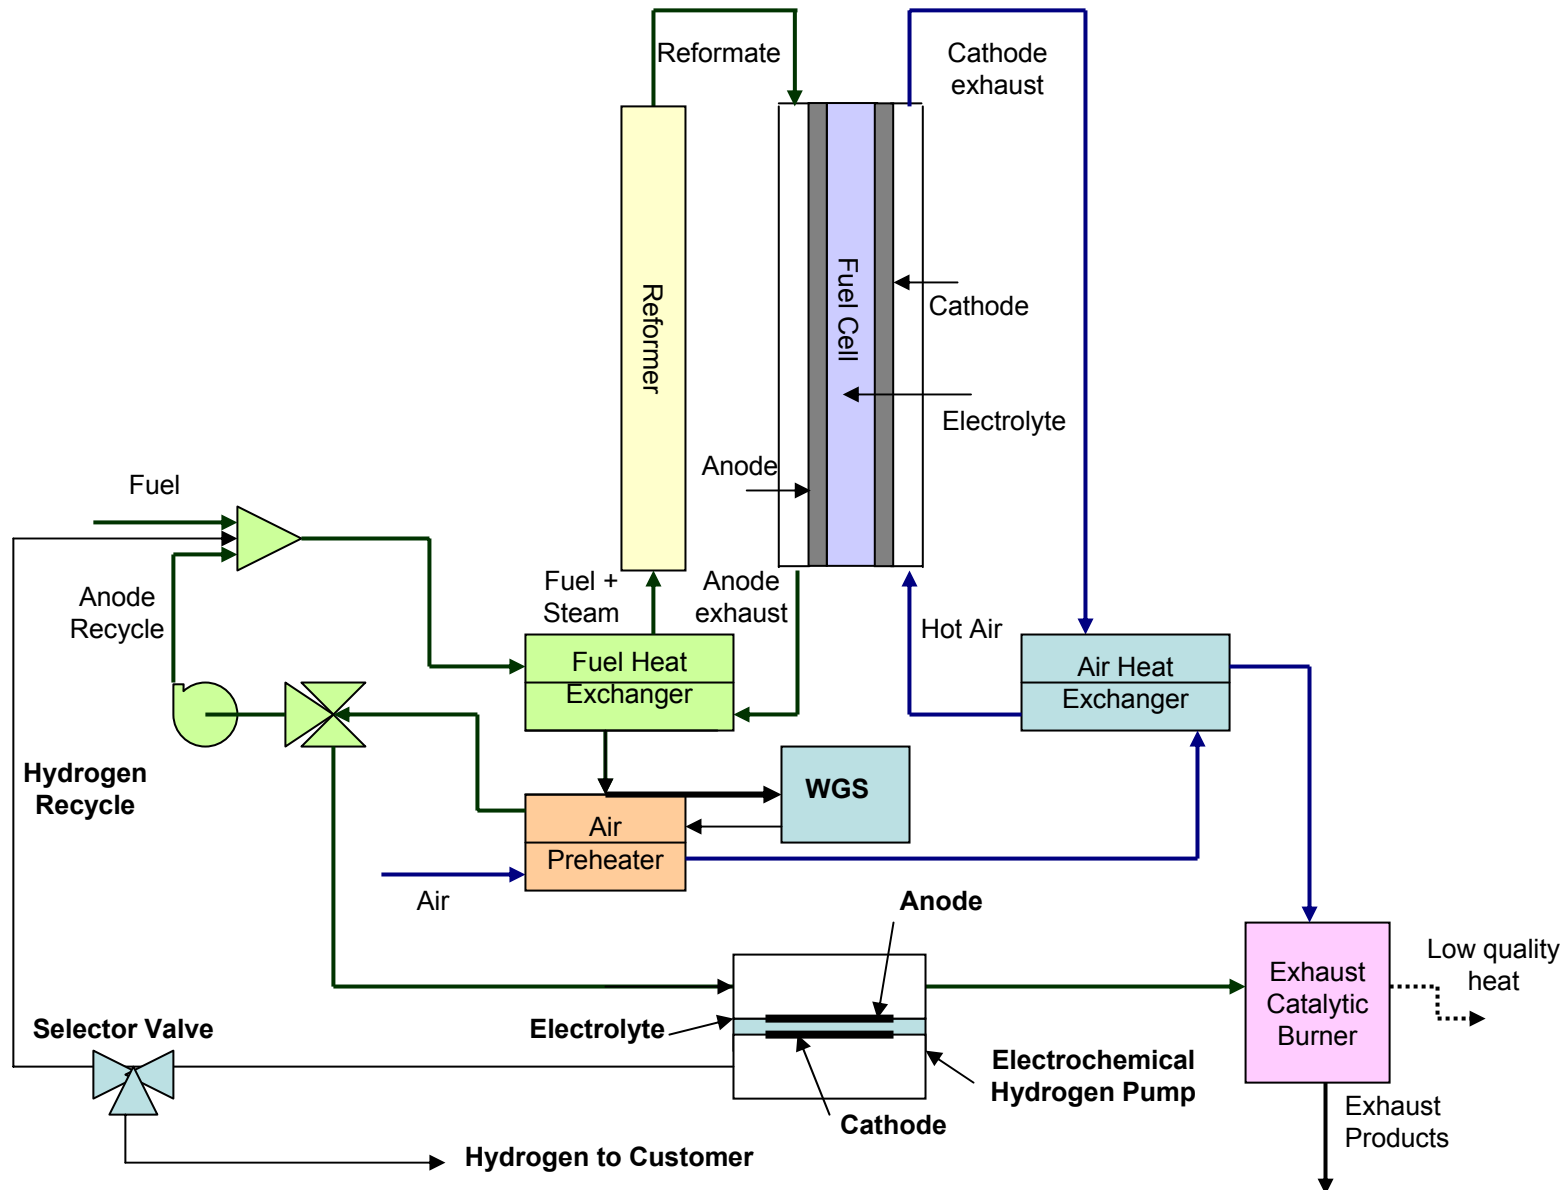 Reformate
Cathode
exhaust
Reformer
Fuel Cell
Cathode
Electrolyte
Anode
Fuel
Fuel +
Steam
Anode
exhaust
Hot Air
Anode
Recycle
Fuel Heat
Exchanger
Air Heat
Exchanger
Hydrogen
Recycle
WGS
Air
Preheater
Air
Anode
Low quality
heat
Exhaust
Catalytic
Burner
Selector Valve
Electrolyte
Electrochemical
Hydrogen Pump
Cathode
Exhaust
Products
Hydrogen to Customer